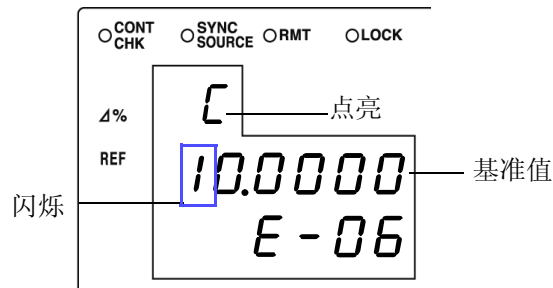 CONT CHK
SYNC SOURCE
RMT
LOCK
C
点亮
⊿%
REF
10.0000
基准值
闪烁
E-06